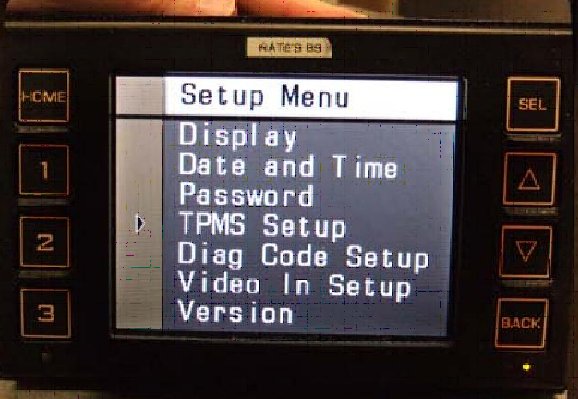 HOME
1
2
3
Setup Menu
Display
Date and Time
Password
TPMS Setup
Diag Code Setup
Video In Setup
Version
SEL
BACK